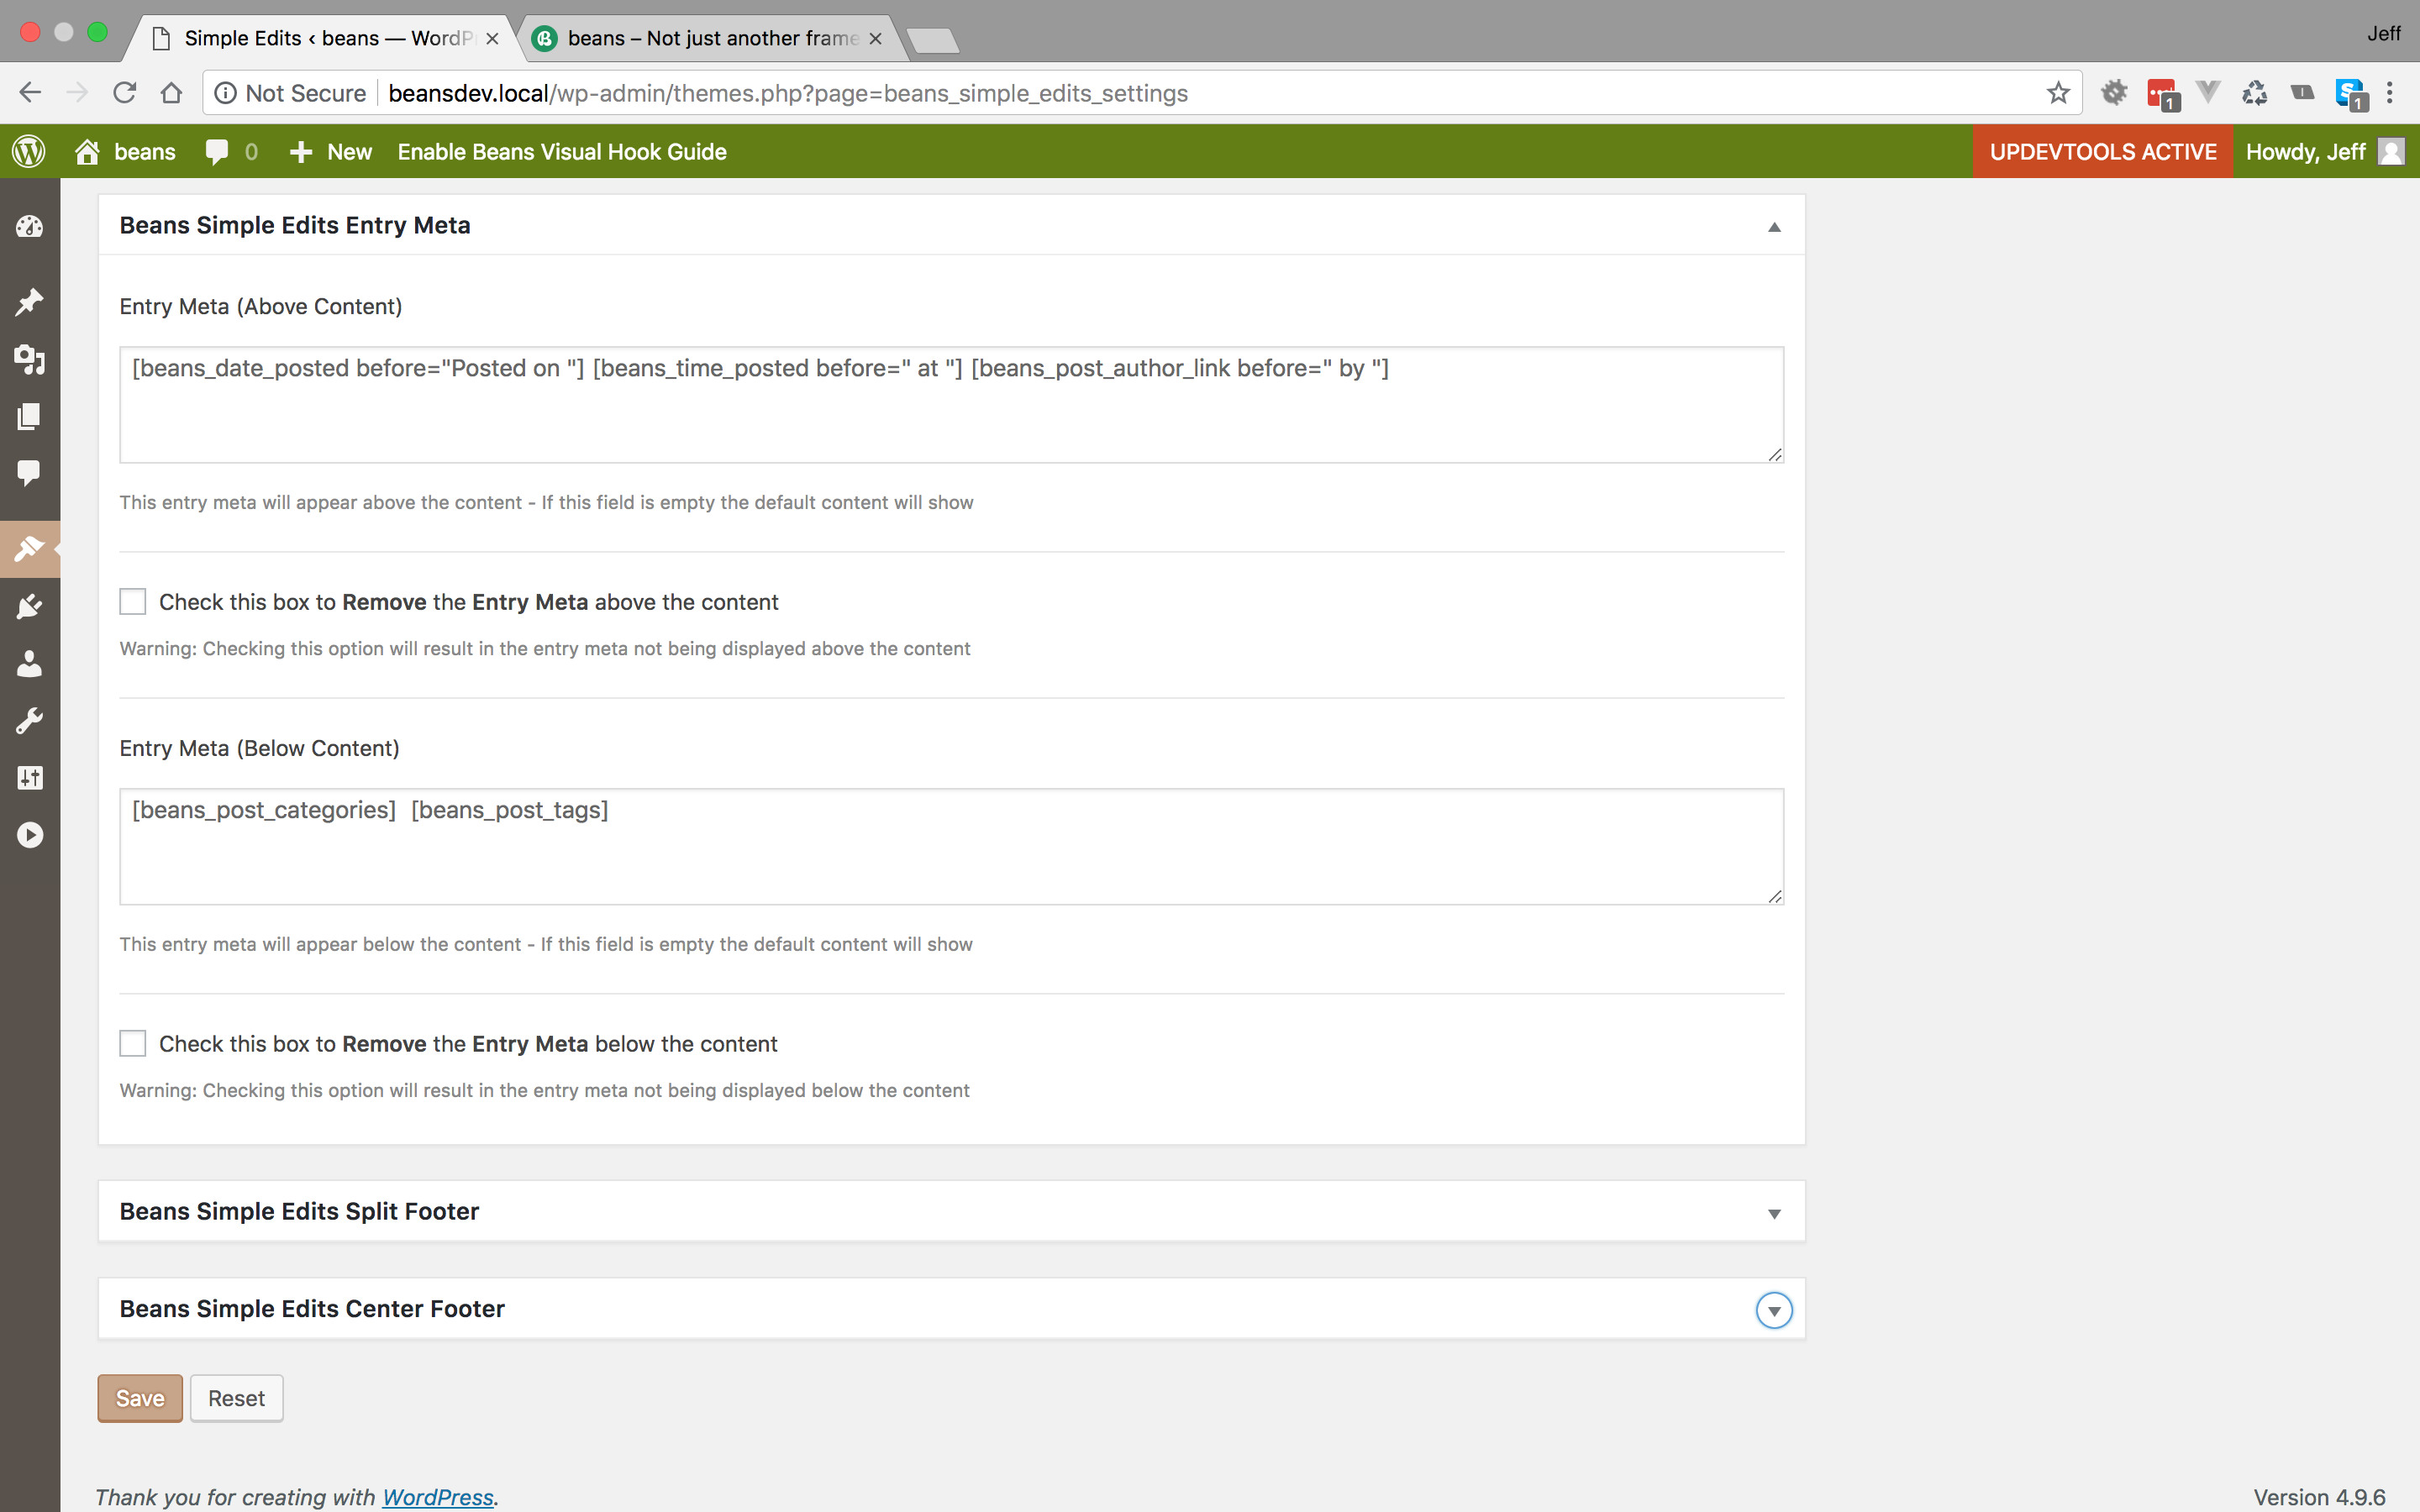 Jeff
Simple Edits ‹ beans — WordP
beans – Not just another frame
Not Secure
beansdev.local/wp-admin/themes.php?page=beans_simple_edits_settings
1
1
beans
0
New
Enable Beans Visual Hook Guide
UPDEVTOOLS ACTIVE
Howdy, Jeff
Beans Simple Edits Entry Meta
Entry Meta (Above Content)
[beans_date_posted before="Posted on "] [beans_time_posted before=" at "] [beans_post_author_link before=" by "]
This entry meta will appear above the content - If this field is empty the default content will show
Check this box to Remove the Entry Meta above the content
Warning: Checking this option will result in the entry meta not being displayed above the content
Entry Meta (Below Content)
[beans_post_categories]  [beans_post_tags]
This entry meta will appear below the content - If this field is empty the default content will show
Check this box to Remove the Entry Meta below the content
Warning: Checking this option will result in the entry meta not being displayed below the content
Beans Simple Edits Split Footer
Beans Simple Edits Center Footer
Save
Reset
Thank you for creating with WordPress.
Version 4.9.6